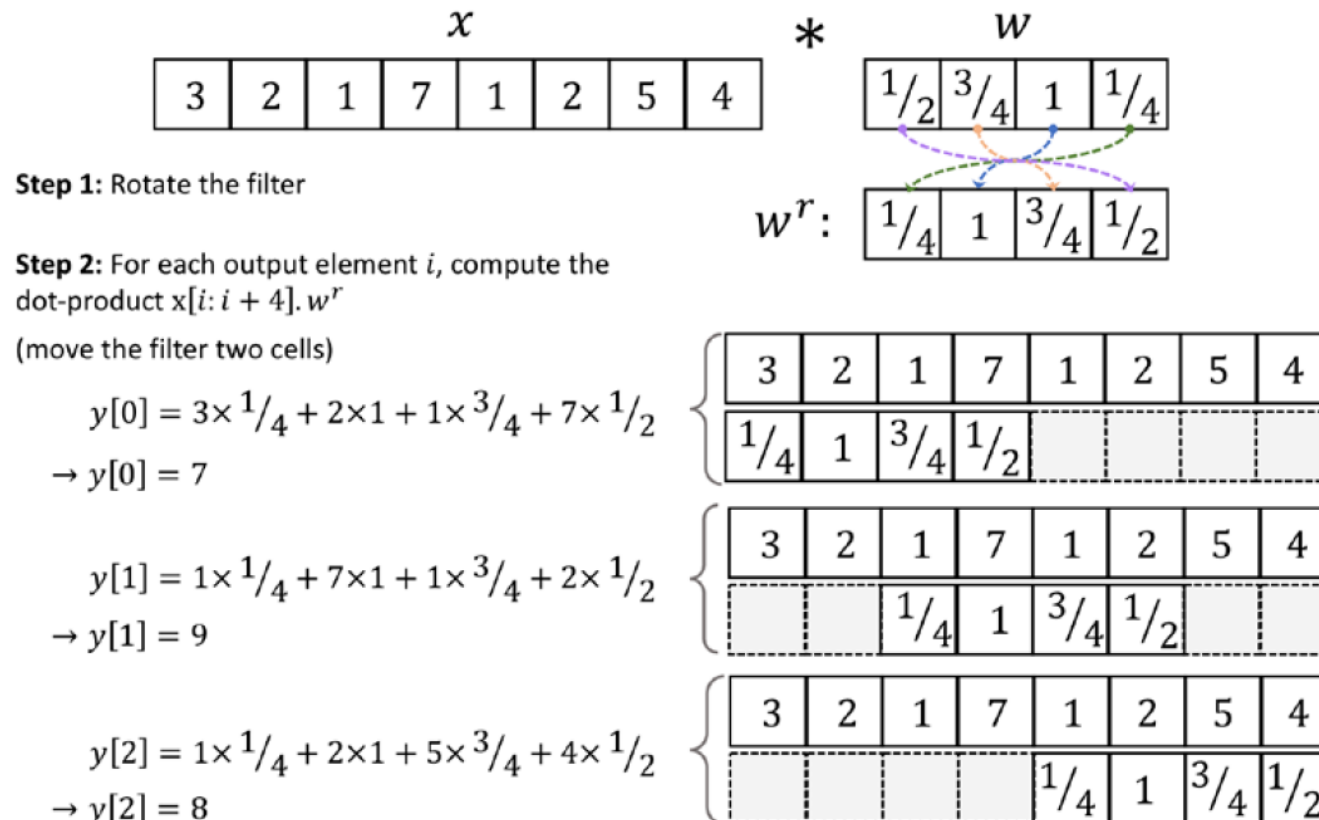 x * w
3 2 1 7 1 2 5 4
1/2 3/4 1 1/4
Step 1: Rotate the filter
wʳ: 1/4 1 3/4 1/2
Step 2: For each output element i, compute the
dot-product x[i: i + 4]. wʳ
(move the filter two cells)
3 2 1 7 1 2 5 4
y[0] = 3× 1/4 + 2×1 + 1× 3/4 + 7× 1/2
1/4 1 3/4 1/2
→ y[0] = 7
3 2 1 7 1 2 5 4
y[1] = 1× 1/4 + 7×1 + 1× 3/4 + 2× 1/2
1/4 1 3/4 1/2
→ y[1] = 9
3 2 1 7 1 2 5 4
y[2] = 1× 1/4 + 2×1 + 5× 3/4 + 4× 1/2
1/4 1 3/4 1/2
→ y[2] = 8